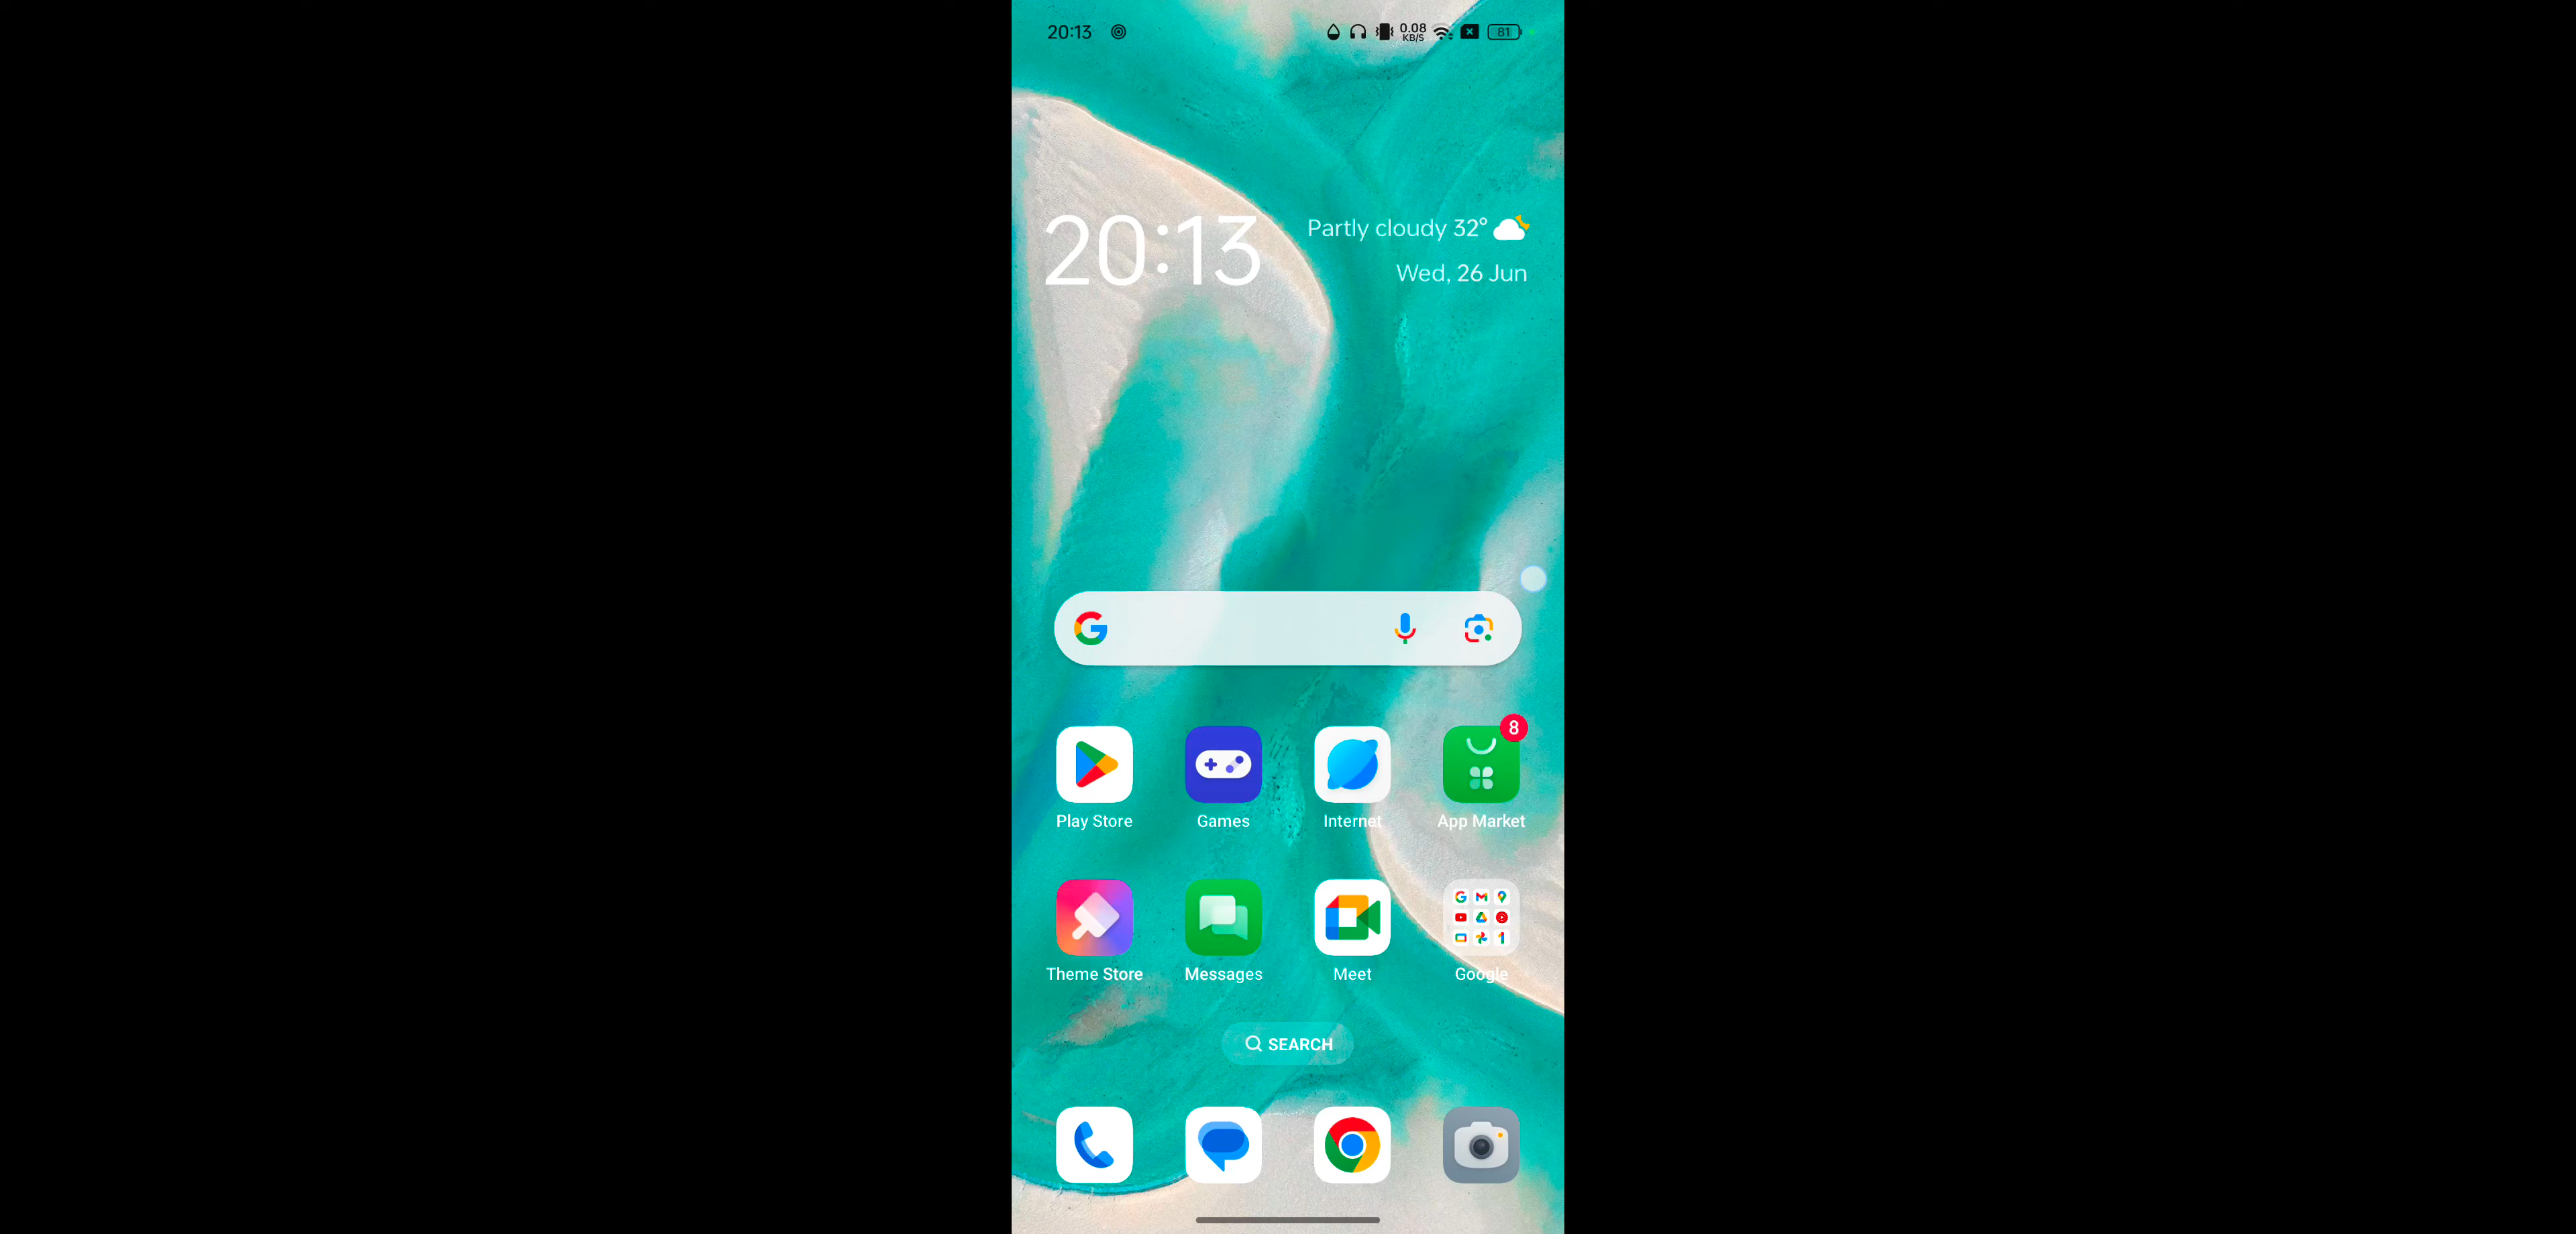 20:13 0.08 KB/S 81
20:13
Partly cloudy 32°
Wed, 26 Jun
8
Play Store Games Internet App Market
Theme Store Messages Meet Google
SEARCH